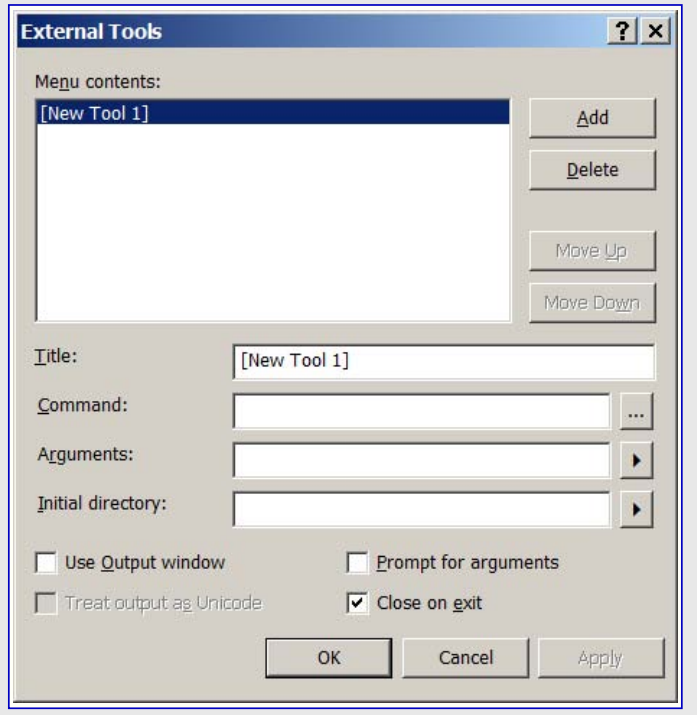 External Tools
Menu contents:
[New Tool 1]
Add
Delete
Move Up
Move Down
Title:
[New Tool 1]
Command:
...
Arguments:
Initial directory:
Use Output window
Prompt for arguments
Treat output as Unicode
Close on exit
OK
Cancel
Apply